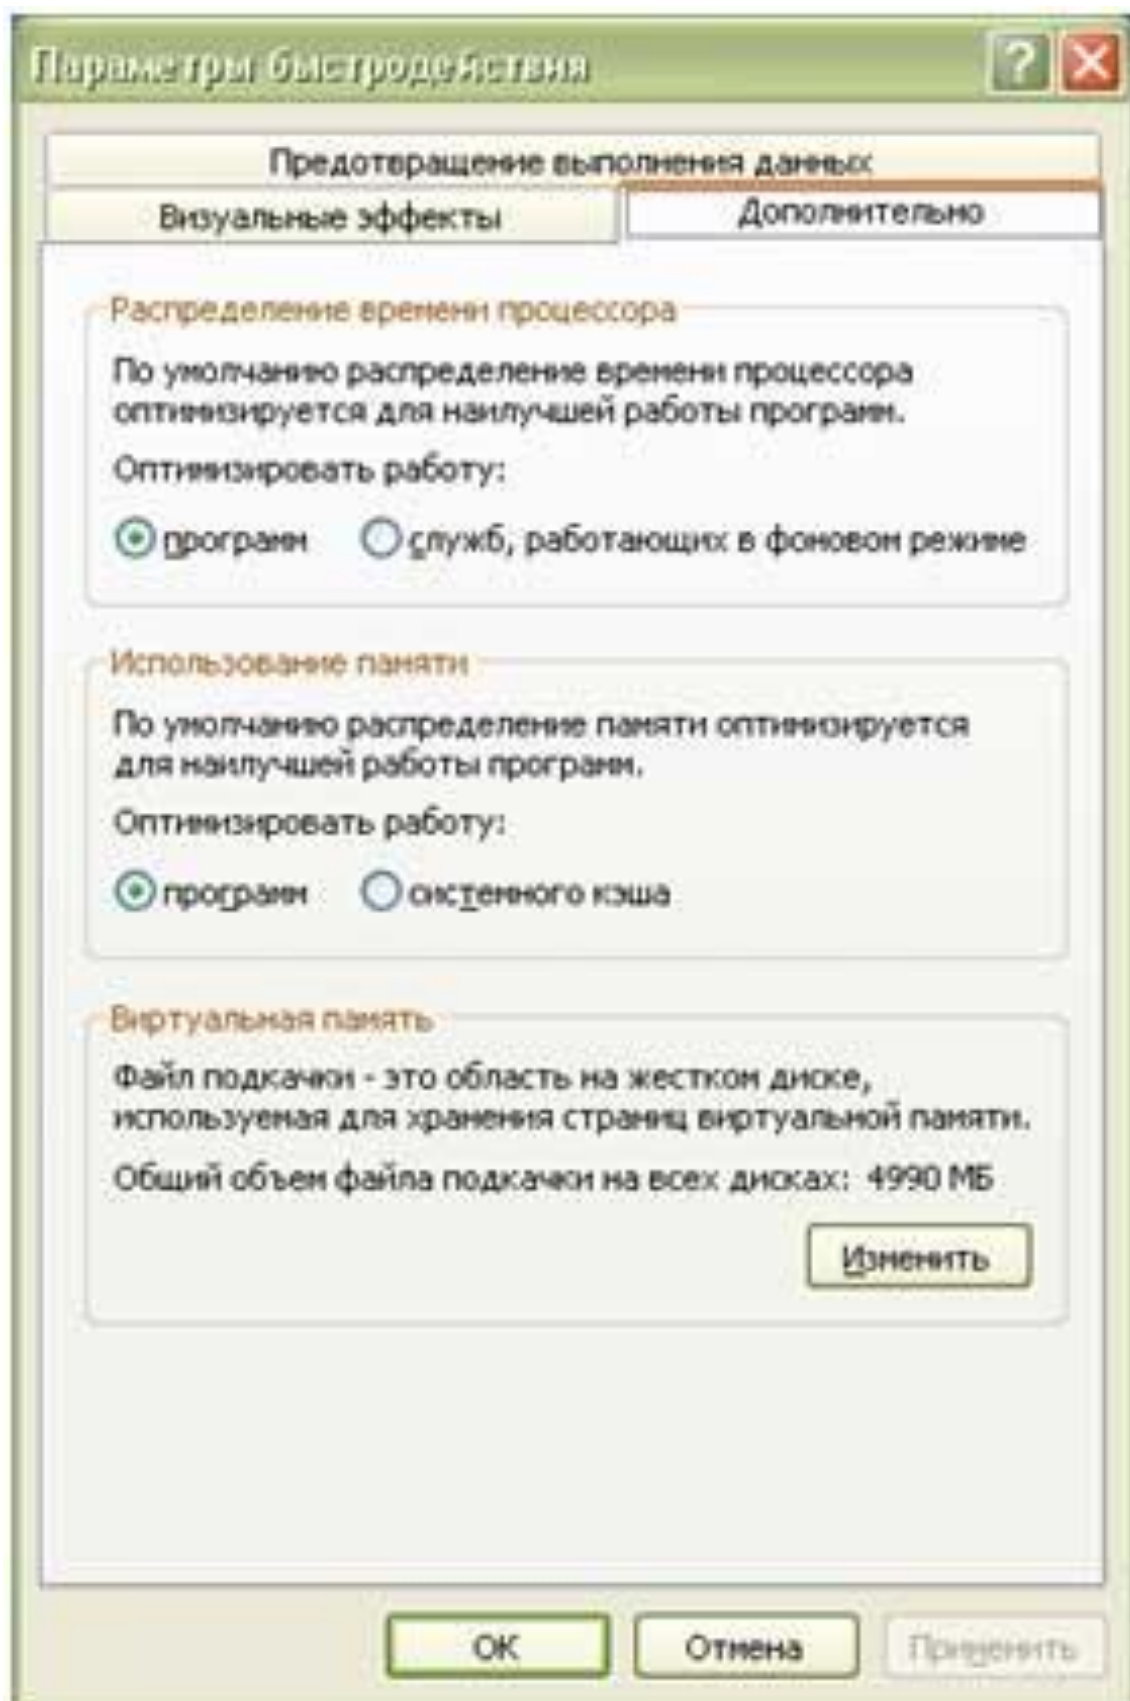 Параметры быстродействия
Предотвращение выполнения данных
Визуальные эффекты
Дополнительно
Распределение времени процессора
По умолчанию распределение времени процессора
оптимизируется для наилучшей работы программ.
Оптимизировать работу:
программ служб, работающих в фоновом режиме
Использование памяти
По умолчанию распределение памяти оптимизируется
для наилучшей работы программ.
Оптимизировать работу:
программ системного кэша
Виртуальная память
Файл подкачки - это область на жестком диске,
используемая для хранения страниц виртуальной памяти.
Общий объем файла подкачки на всех дисках: 4990 МБ
Изменить
ОК Отмена Применить